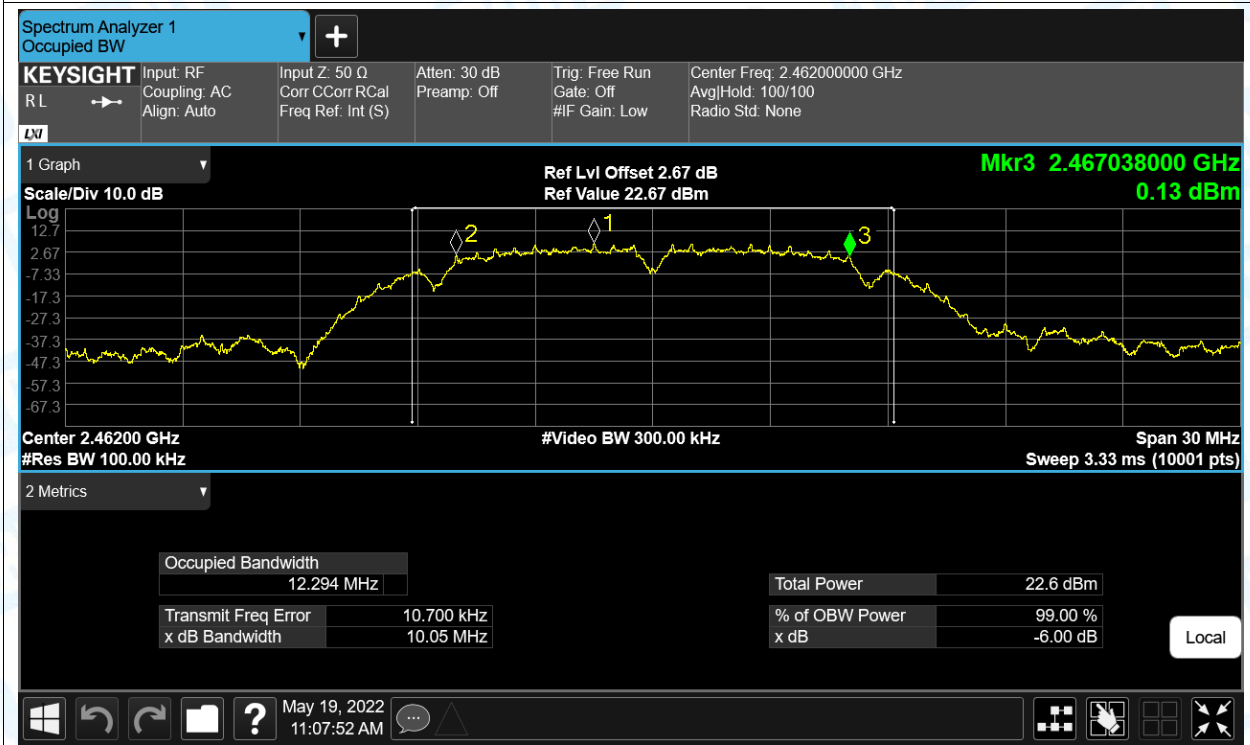 Spectrum Analyzer 1
Occupied BW
KEYSIGHT
R L
LXI
Input: RF
Coupling: AC
Align: Auto
Input Z: 50 Ω
Corr CCorr RCal
Freq Ref: Int (S)
Atten: 30 dB
Preamp: Off
Trig: Free Run
Gate: Off
#IF Gain: Low
Center Freq: 2.462000000 GHz
Avg|Hold: 100/100
Radio Std: None
1 Graph
Scale/Div 10.0 dB
Ref Lvl Offset 2.67 dB
Ref Value 22.67 dBm
Mkr3 2.467038000 GHz
0.13 dBm
Log
12.7
2.67
-7.33
-17.3
-27.3
-37.3
-47.3
-57.3
-67.3
2
1
3
Center 2.46200 GHz
#Video BW 300.00 kHz
Span 30 MHz
#Res BW 100.00 kHz
Sweep 3.33 ms (10001 pts)
2 Metrics
Occupied Bandwidth
12.294 MHz
Total Power 22.6 dBm
Transmit Freq Error 10.700 kHz
% of OBW Power 99.00 %
x dB Bandwidth 10.05 MHz
x dB -6.00 dB
Local
?
May 19, 2022
11:07:52 AM